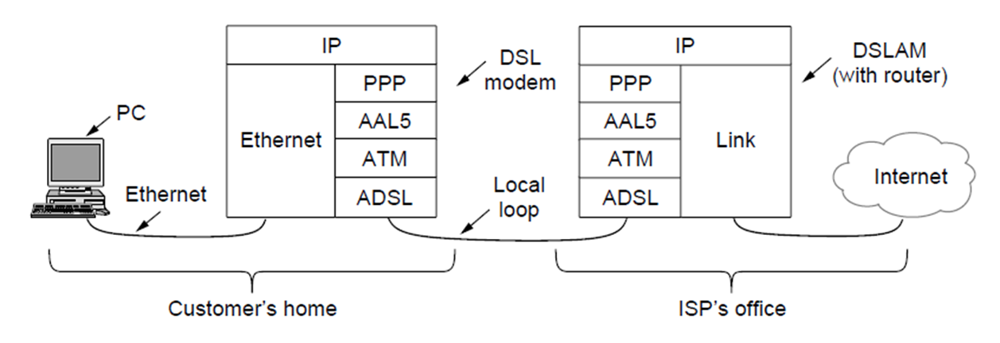 IP
IP
DSL
modem
DSLAM
(with router)
PPP
PPP
PC
AAL5
AAL5
Ethernet
Link
ATM
ATM
Internet
Ethernet
Local
loop
ADSL
ADSL
Customer's home
ISP's office